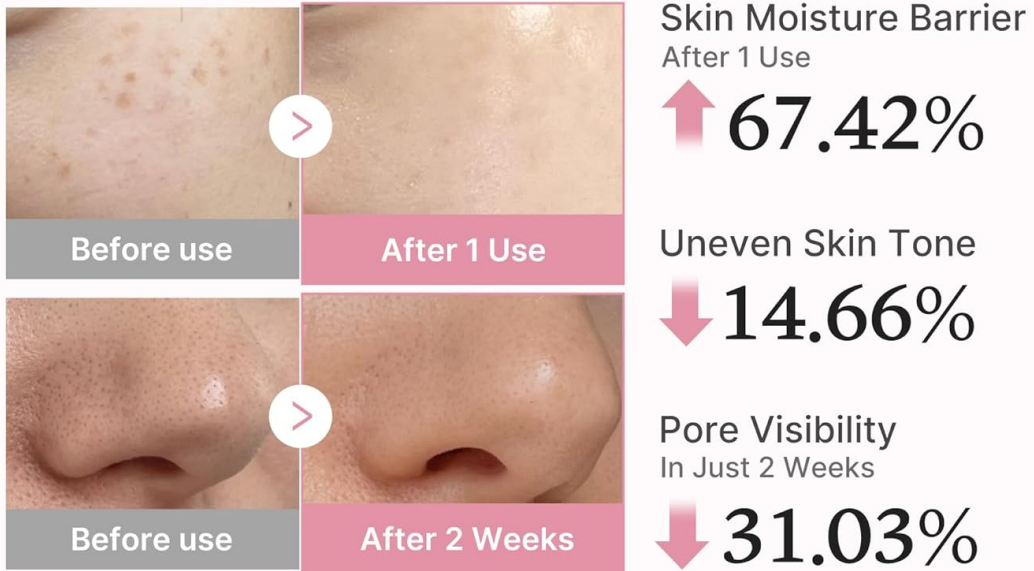 Before use
>
After 1 Use
Before use
>
After 2 Weeks
Skin Moisture Barrier
After 1 Use
67.42%
Uneven Skin Tone
14.66%
Pore Visibility
In Just 2 Weeks
31.03%